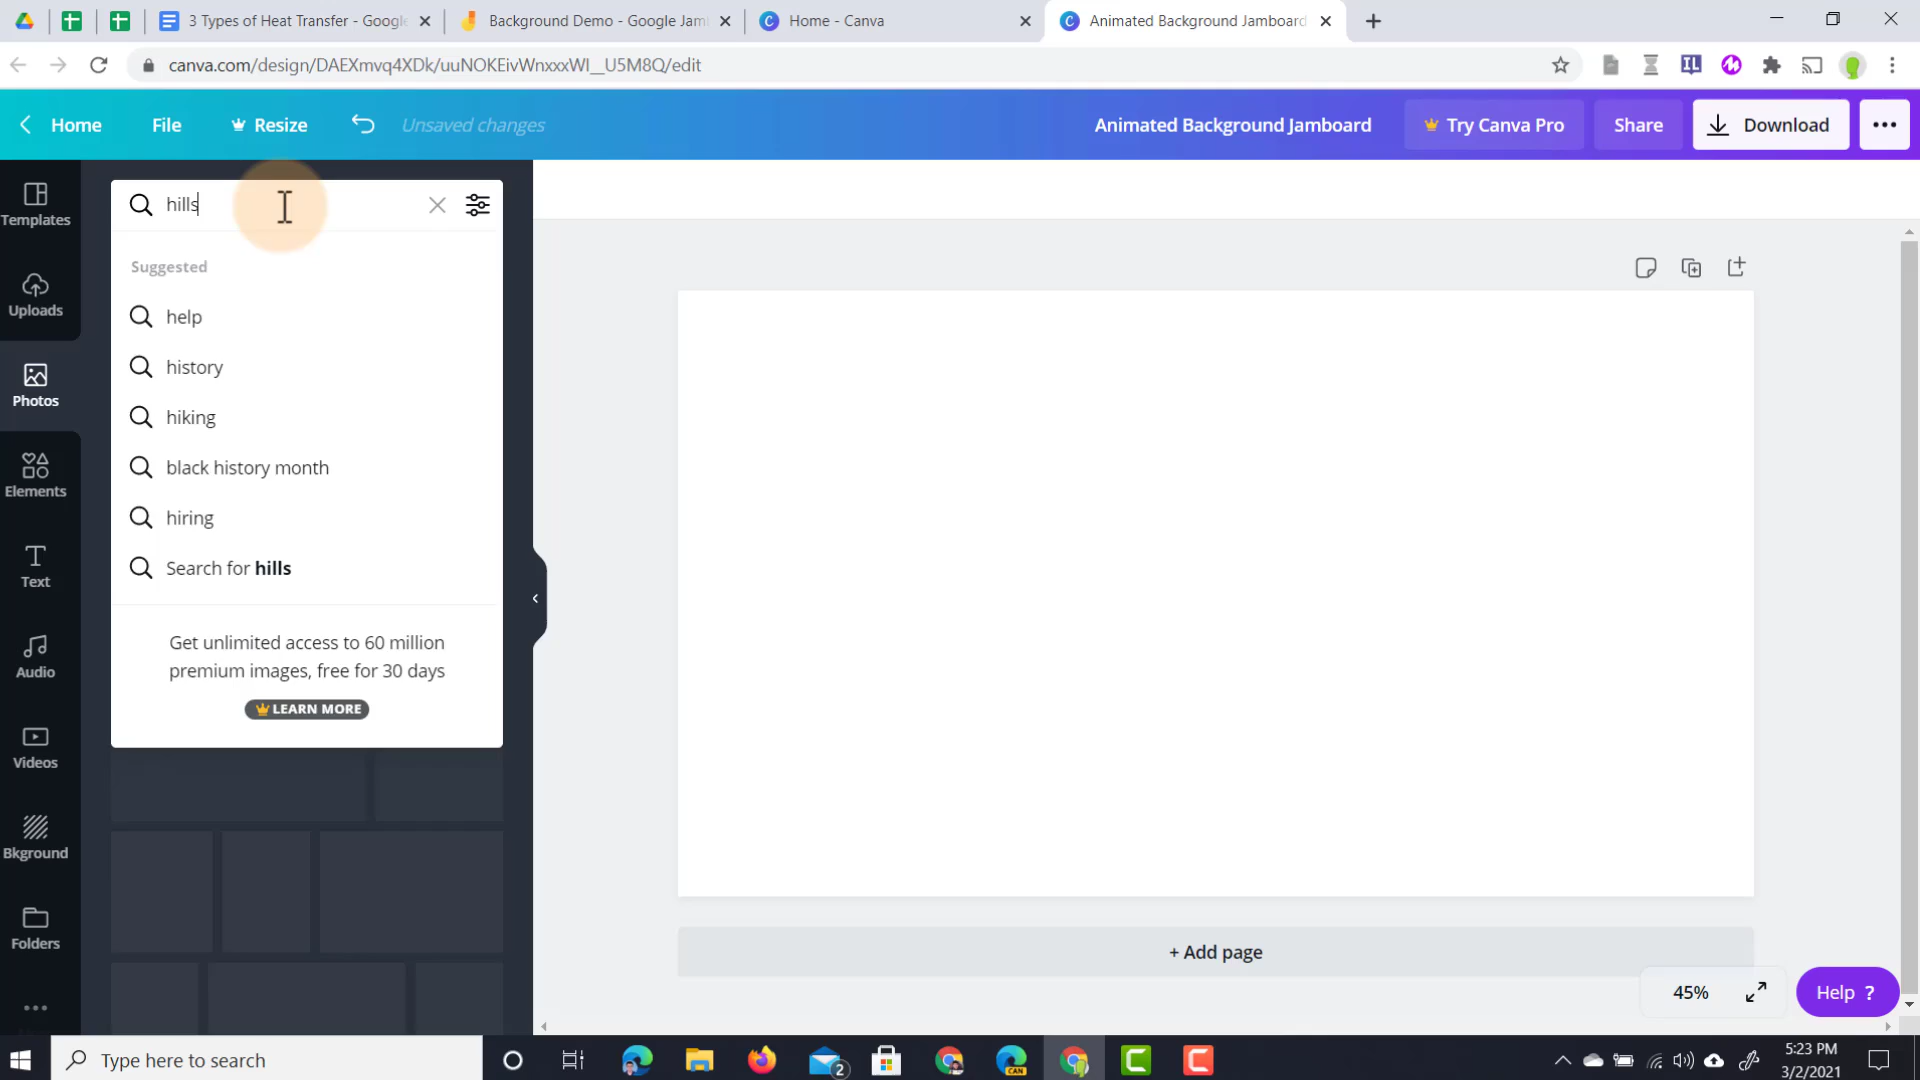 3 Types of Heat Transfer - Google
Background Demo - Google Jam
Home - Canva
Animated Background Jamboard
canva.com/design/DAEXmvq4XDk/uuNOKEivWnxxxWI__U5M8Q/edit
Home
File
Resize
Unsaved changes
Animated Background Jamboard
Try Canva Pro
Share
Download
Templates
Uploads
Photos
Elements
Text
Audio
Videos
Bkground
Folders
hills
Suggested
help
history
hiking
black history month
hiring
Search for hills
Get unlimited access to 60 million
premium images, free for 30 days
LEARN MORE
+ Add page
45%
Help ?
Type here to search
2
CAN
5:23 PM
3/2/2021